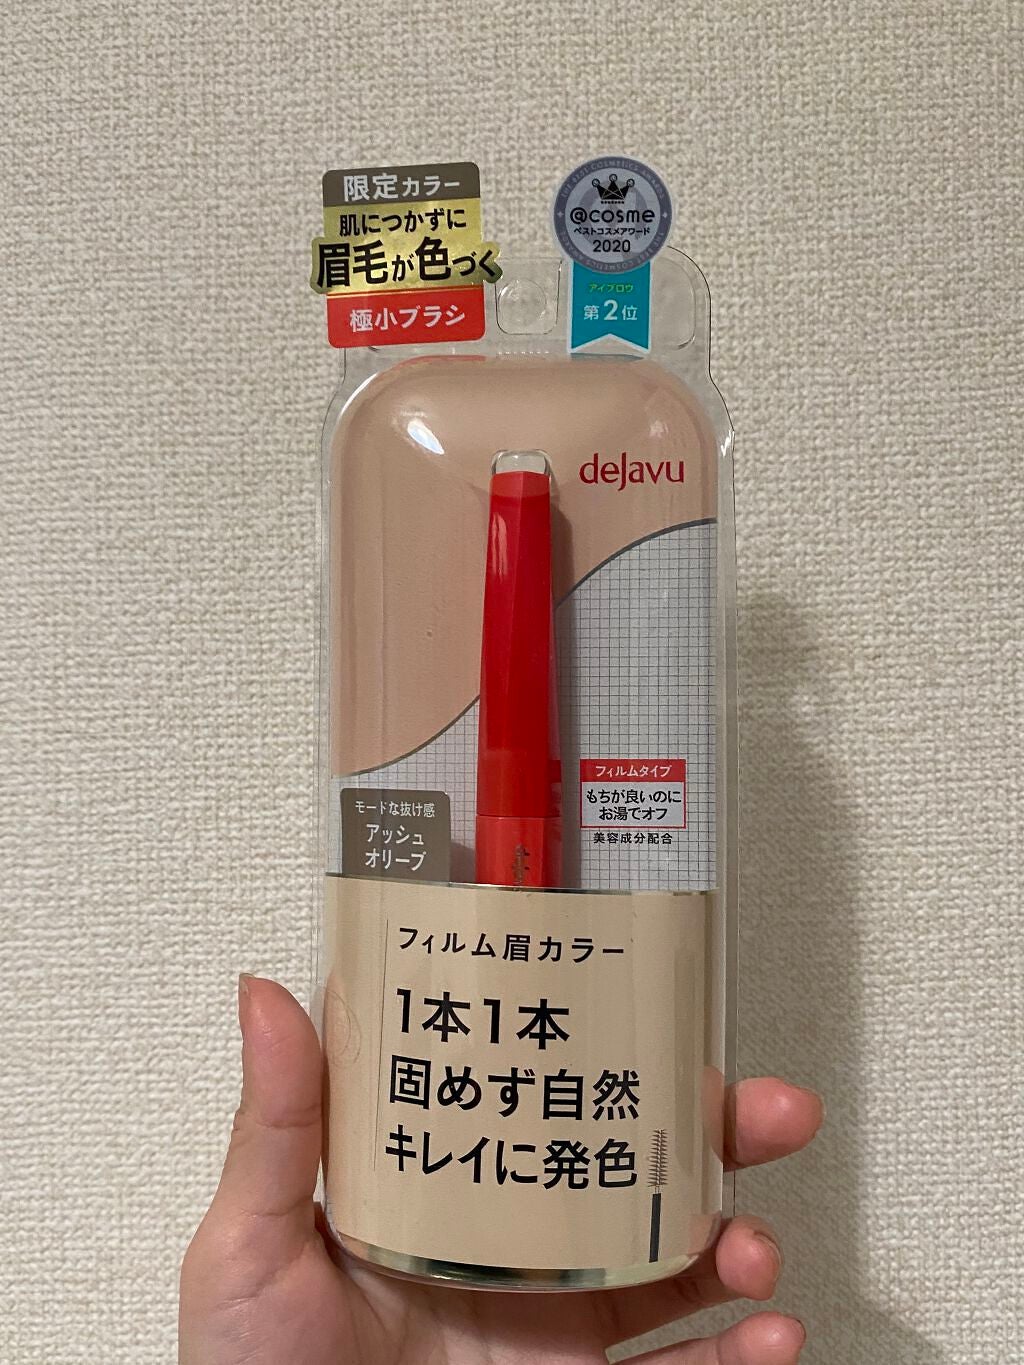 限定カラー
肌につかずに
眉毛が色づく
極小ブラシ
THE BEST COSMETICS AWARDS
@cosme
ベストコスメアワード
2020
アイブロウ
第2位
dejavu
フィルムタイプ
もちが良いのに
お湯でオフ
美容成分配合
モードな抜け感
アッシュ
オリーブ
フィルム眉カラー
1本1本
固めず自然
キレイに発色